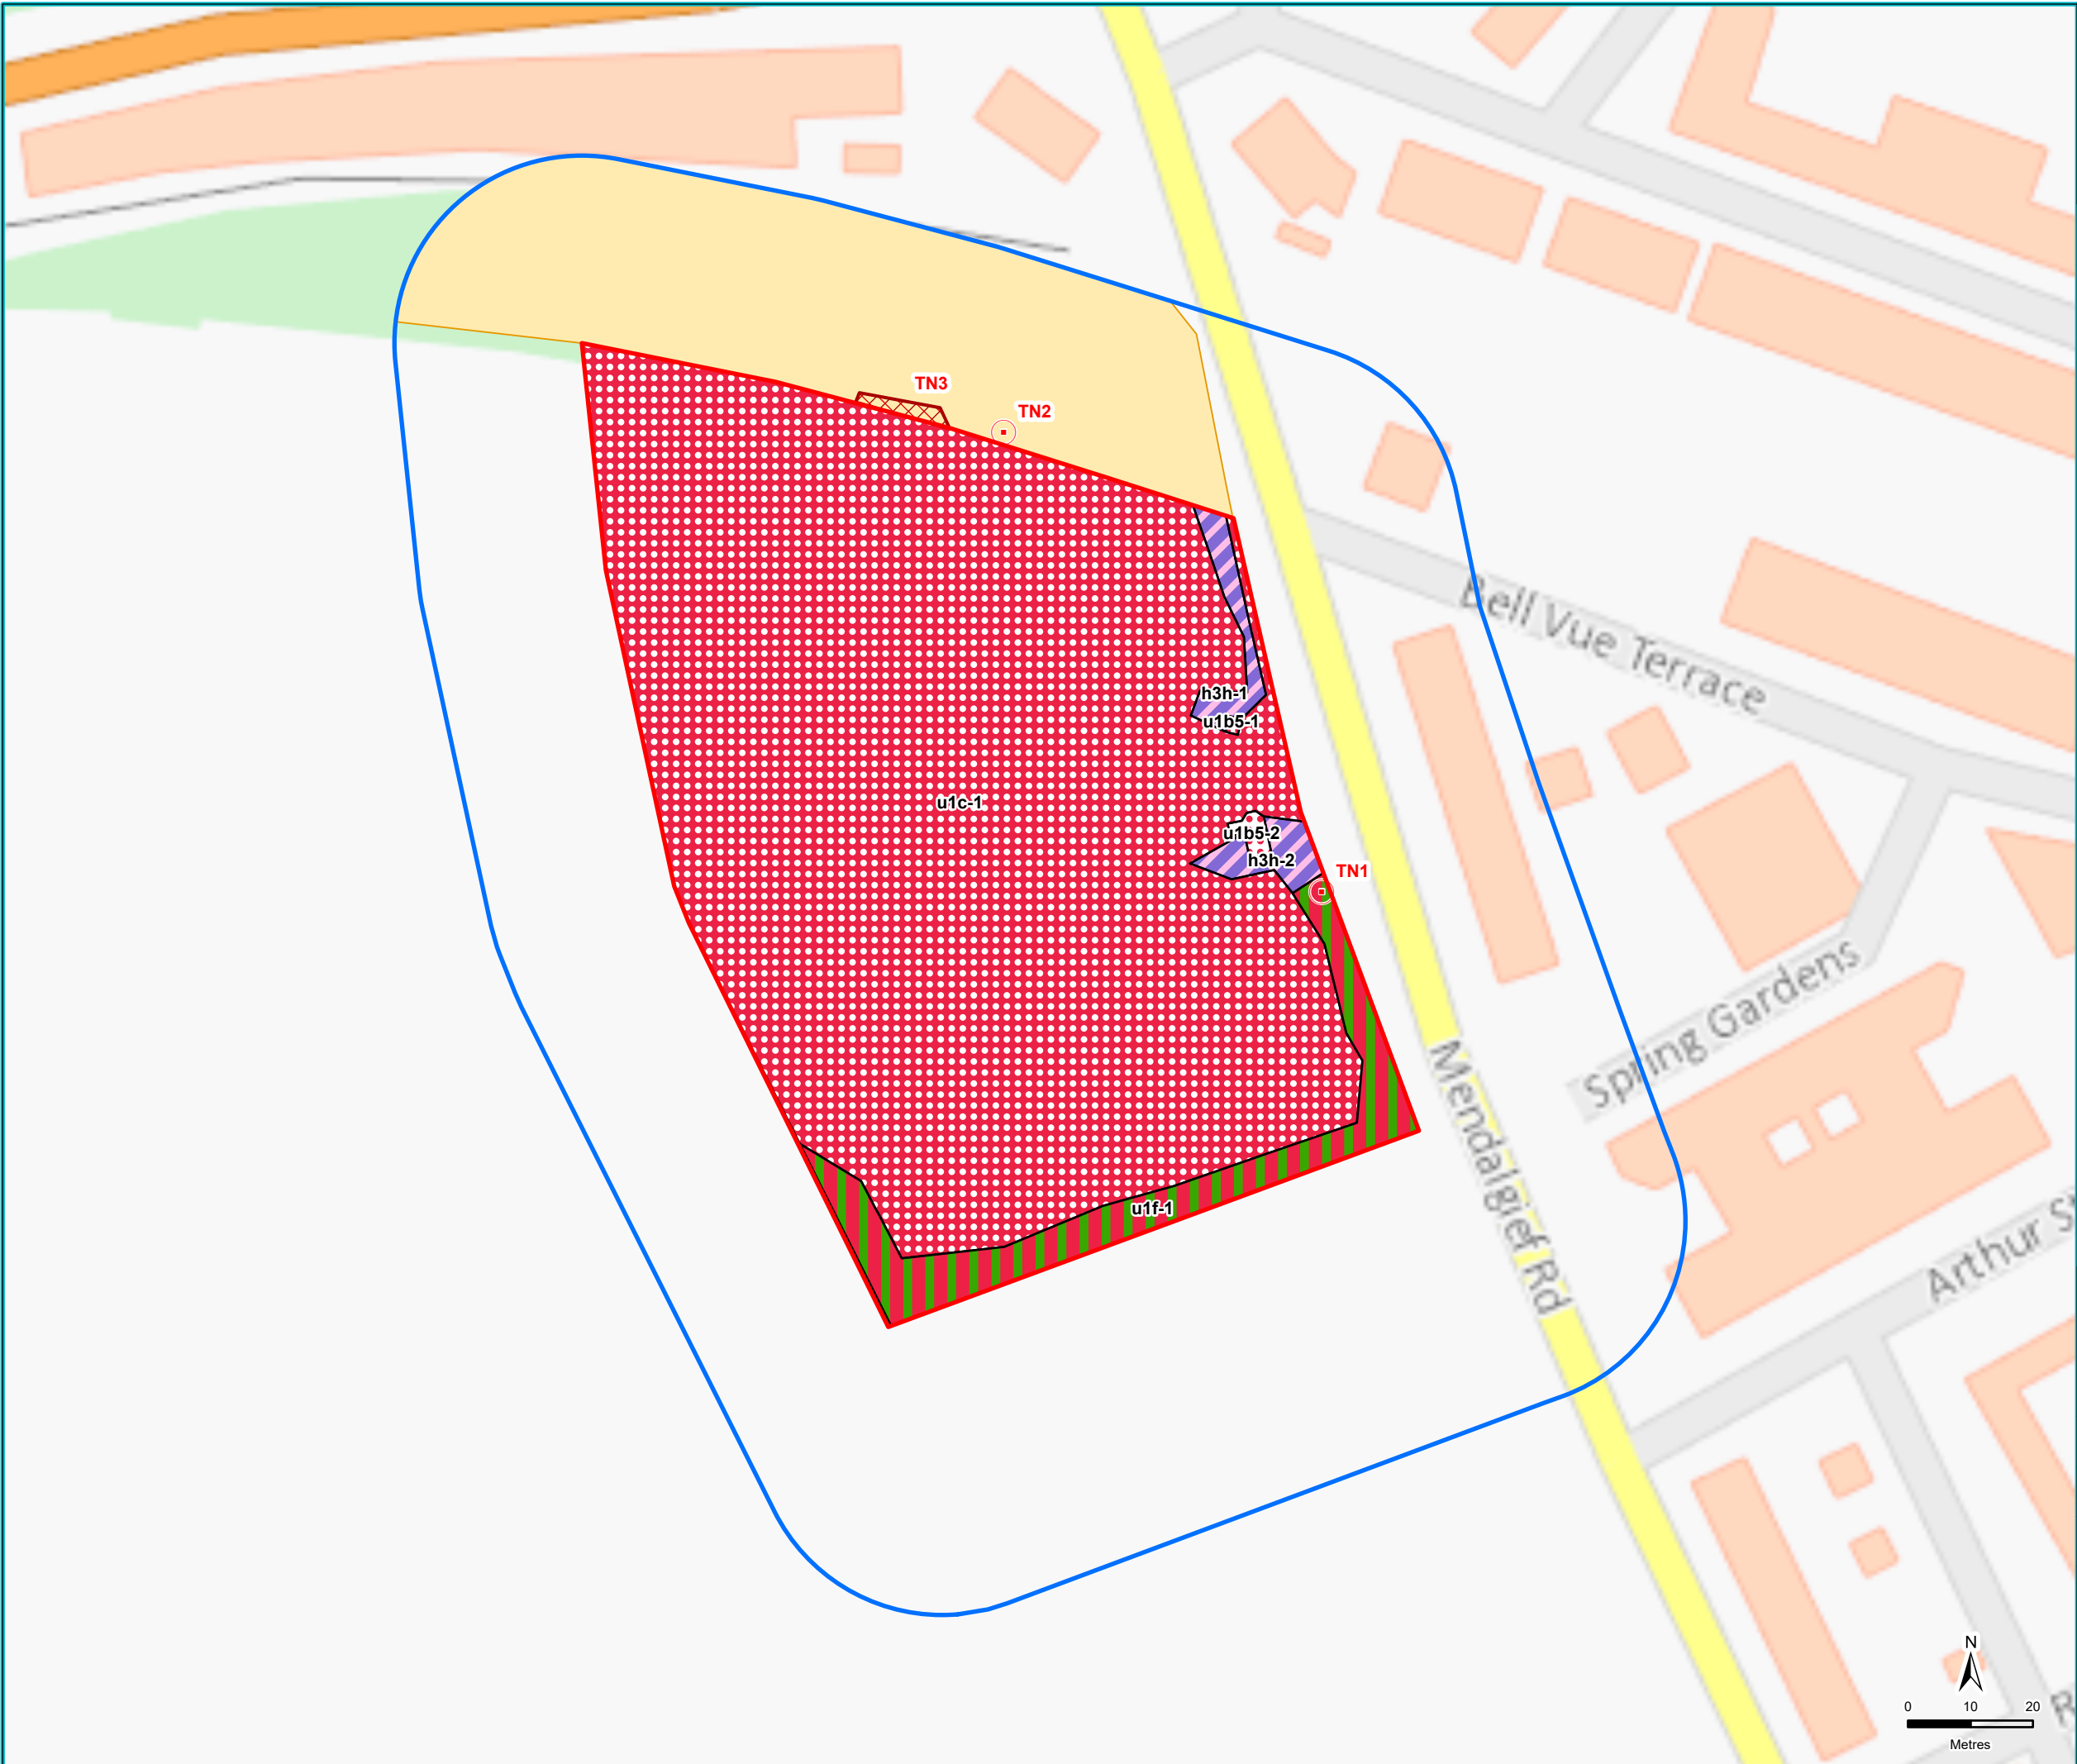 TN3
TN2
Bell Vue Terrace
h3h-1
u1b5-1
u1c-1
u1b5-2
h3h-2
TN1
Spring Gardens
Mendalgief Rd
u1f-1
Arthur
N
0 10 20
Metres